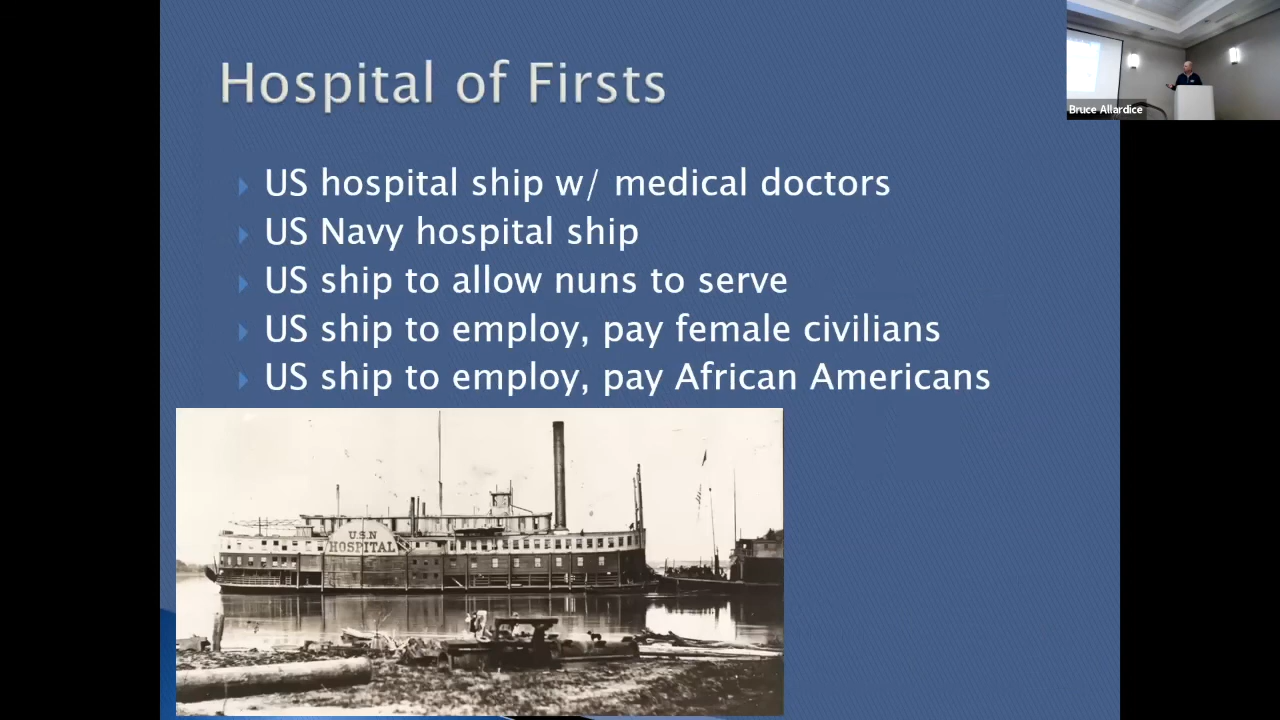 Hospital of Firsts
US hospital ship w/ medical doctors
US Navy hospital ship
US ship to allow nuns to serve
US ship to employ, pay female civilians
US ship to employ, pay African Americans
U.S.N
HOSPITAL
Bruce Allardice